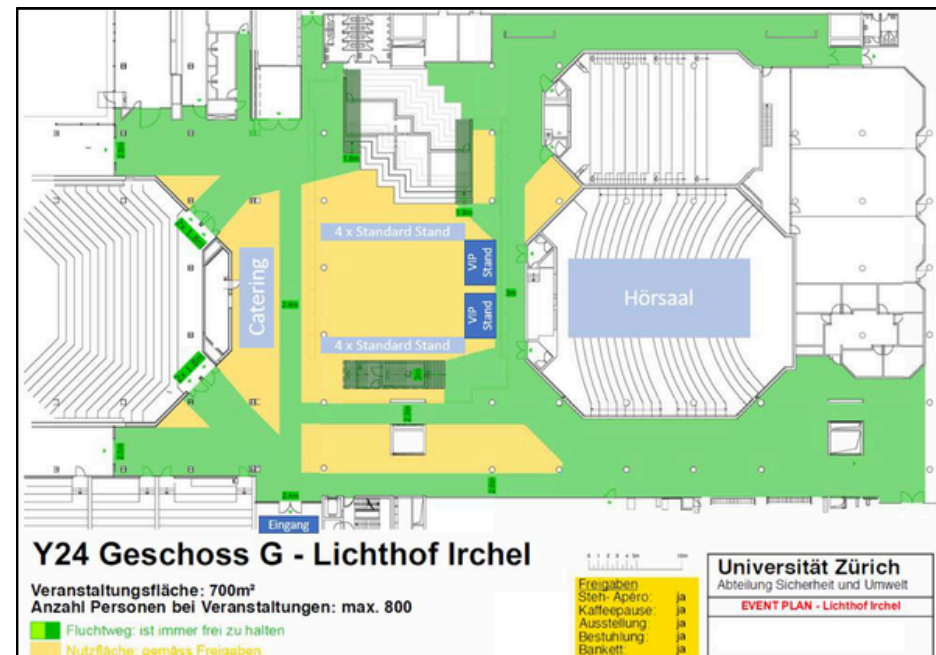 4 x Standard Stand
VIP
Stand
Catering
Hörsaal
VIP
Stand
4 x Standard Stand
Eingang
Y24 Geschoss G - Lichthof Irchel
Veranstaltungsfläche: 700m²
Anzahl Personen bei Veranstaltungen: max. 800
Fluchtweg: ist immer frei zu halten
Nutzfläche: gemäss Freigaben
Freigaben
Steh- Apéro: ja
Kaffeepause: ja
Ausstellung: ja
Bestuhlung: ja
Bankett: ja
Universität Zürich
Abteilung Sicherheit und Umwelt
EVENT PLAN - Lichthof Irchel